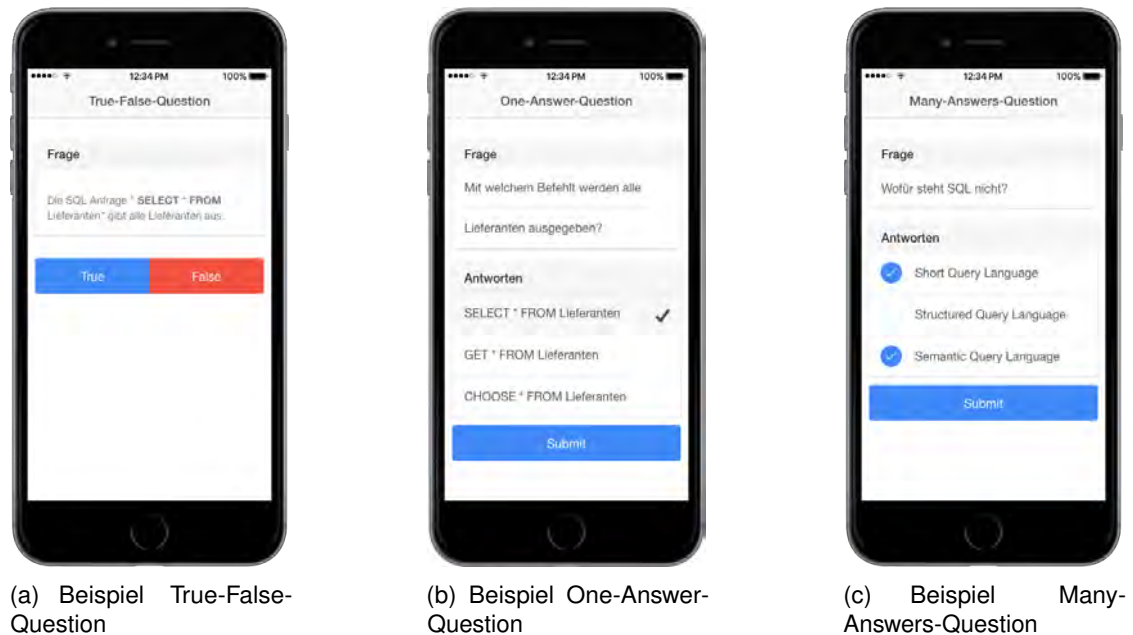 12:34 PM 100%
True-False-Question
Frage
Die SQL Anfrage " SELECT * FROM
Lieferanten" gibt alle Lieferanten aus.
True False
(a) Beispiel True-False-
Question
12:34 PM 100%
One-Answer-Question
Frage
Mit welchem Befehlt werden alle
Lieferanten ausgegeben?
Antworten
SELECT * FROM Lieferanten
GET * FROM Lieferanten
CHOOSE * FROM Lieferanten
Submit
(b) Beispiel One-Answer-
Question
12:34 PM 100%
Many-Answers-Question
Frage
Wofür steht SQL nicht?
Antworten
Short Query Language
Structured Query Language
Semantic Query Language
Submit
(c) Beispiel Many-
Answers-Question